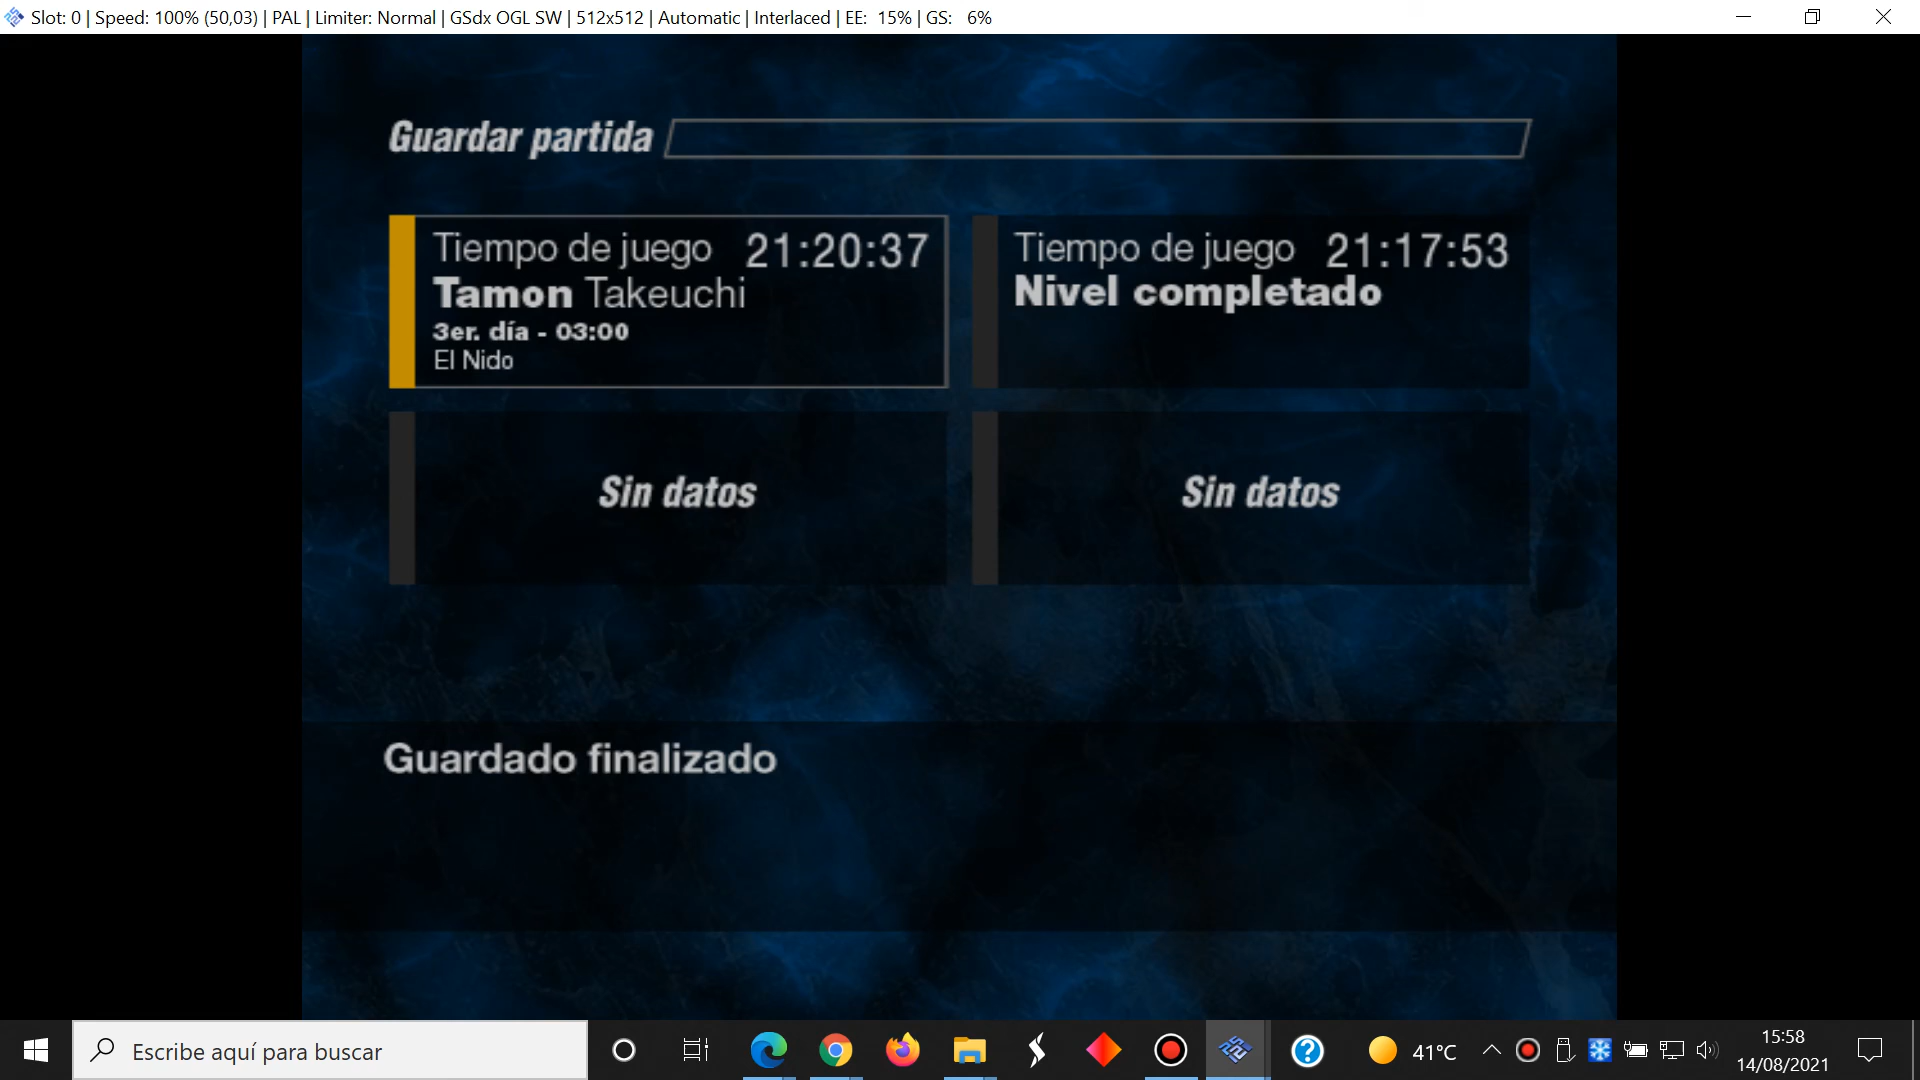 Slot: 0 | Speed: 100% (50,03) | PAL | Limiter: Normal | GSdx OGL SW | 512x512 | Automatic | Interlaced | EE: 15% | GS: 6%
Guardar partida
Tiempo de juego 21:20:37
Tamon Takeuchi
3er. día - 03:00
El Nido
Tiempo de juego 21:17:53
Nivel completado
Sin datos
Sin datos
Guardado finalizado
Escribe aquí para buscar
41°C
15:58
14/08/2021